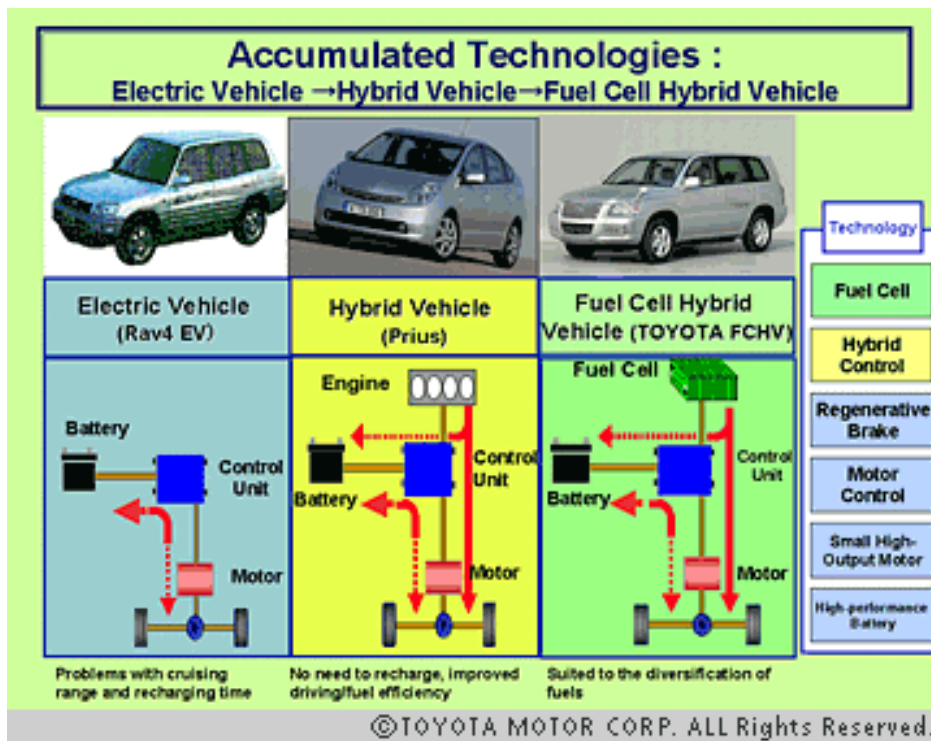 Accumulated Technologies :
Electric Vehicle →Hybrid Vehicle→Fuel Cell Hybrid Vehicle
Electric Vehicle
(Rav4 EV)
Hybrid Vehicle
(Prius)
Fuel Cell Hybrid
Vehicle (TOYOTA FCHV)
Battery
Control
Unit
Motor
Engine
Control
Unit
Battery
Motor
Fuel Cell
Control
Unit
Battery
Motor
Problems with cruising
range and recharging time
No need to recharge, improved
driving/fuel efficiency
Suited to the diversification of
fuels
Technology
Fuel Cell
Hybrid
Control
Regenerative
Brake
Motor
Control
Small High-
Output Motor
High-performance
Battery
©TOYOTA MOTOR CORP. ALL Rights Reserved.